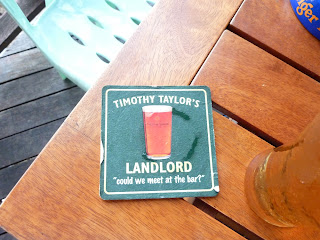 TIMOTHY TAYLOR'S
LANDLORD
"could we meet at the bar?"